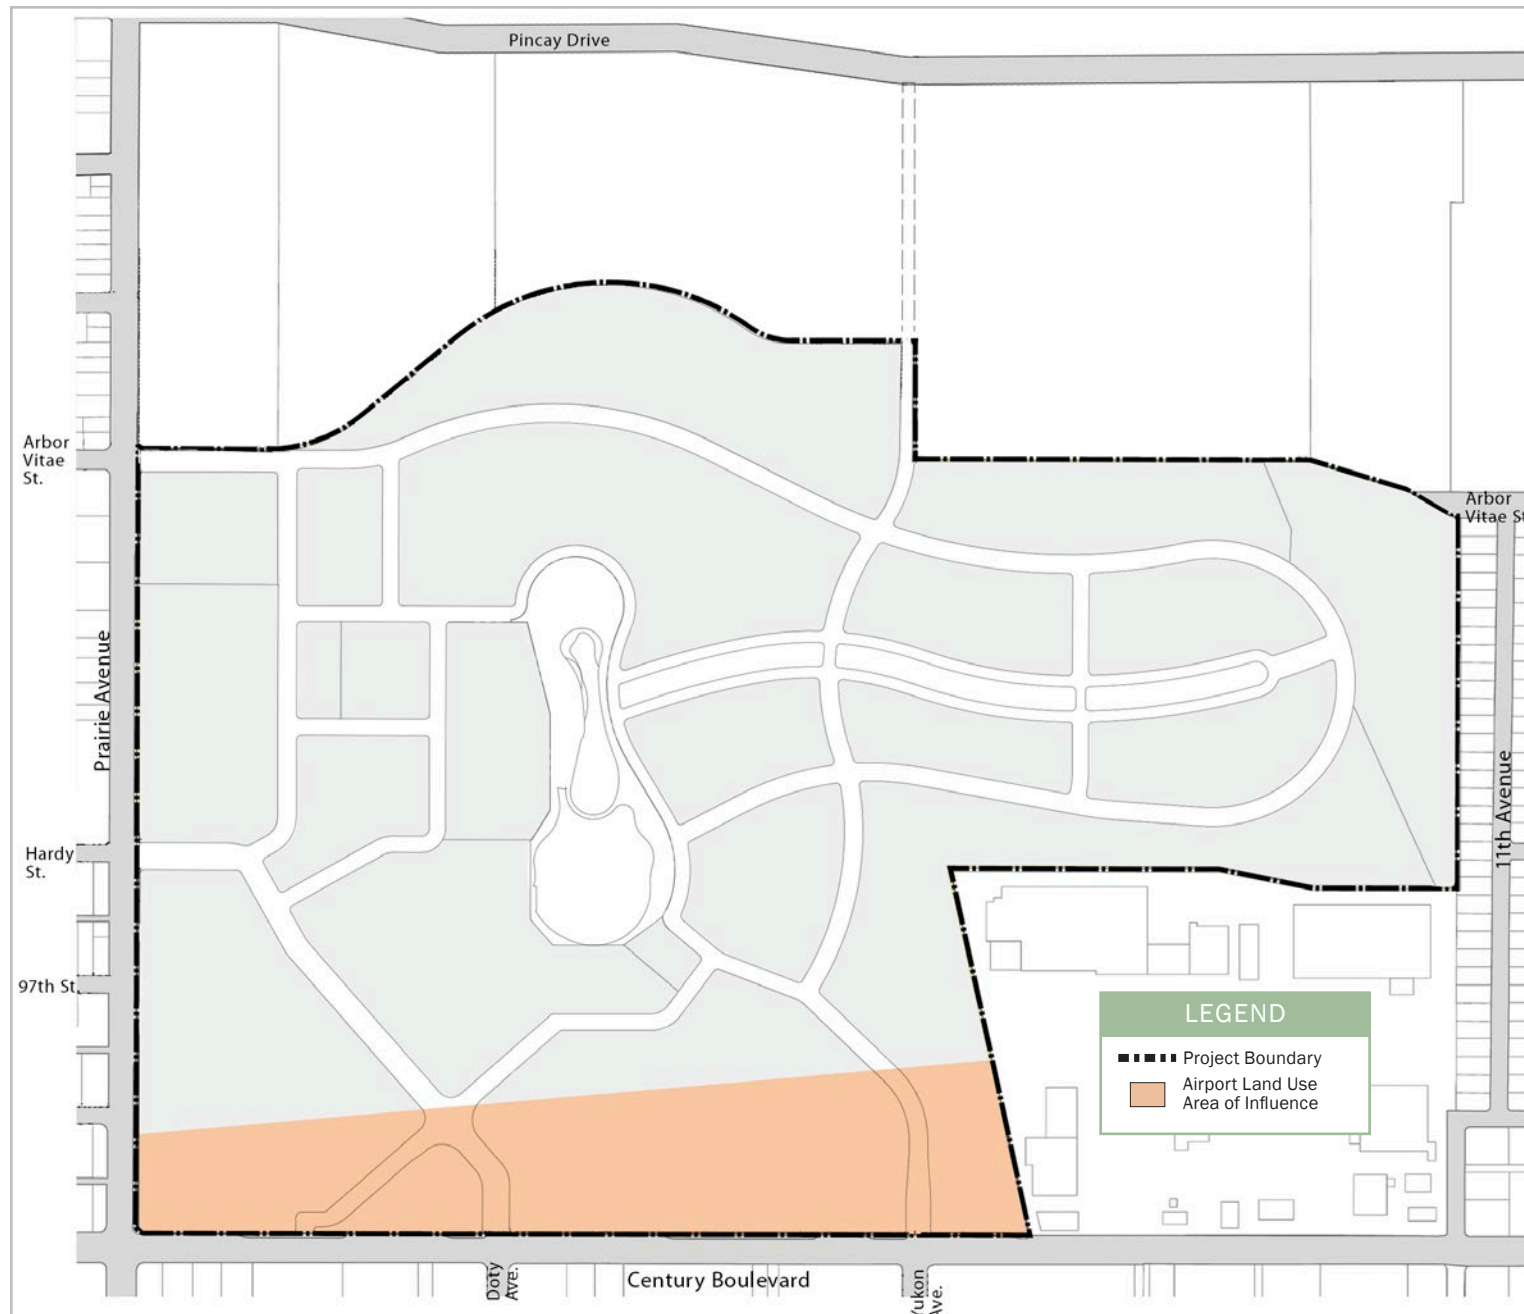 Pincay Drive
Arbor
Vitae
St.
Arbor
Vitae St
Prairie Avenue
11th Avenue
Hardy
St.
97th St.
LEGEND
Project Boundary
Airport Land Use
Area of Influence
Doty
Ave.
Century Boulevard
Yukon
Ave.